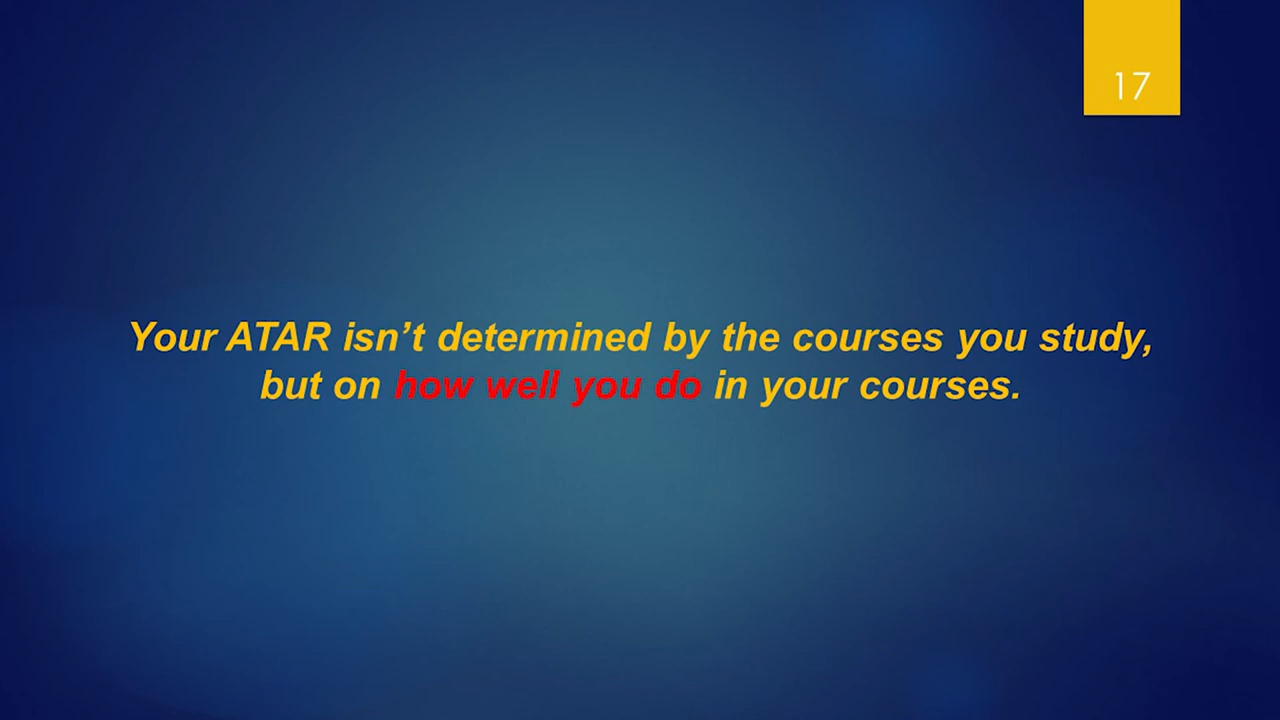 17
Your ATAR isn’t determined by the courses you study,
but on how well you do in your courses.